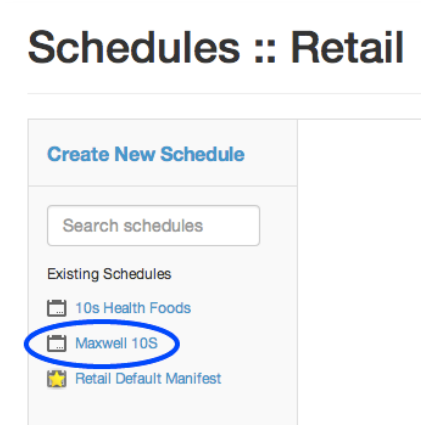 Schedules :: Retail
Create New Schedule
Search schedules
Existing Schedules
10s Health Foods
Maxwell 10S
Retail Default Manifest